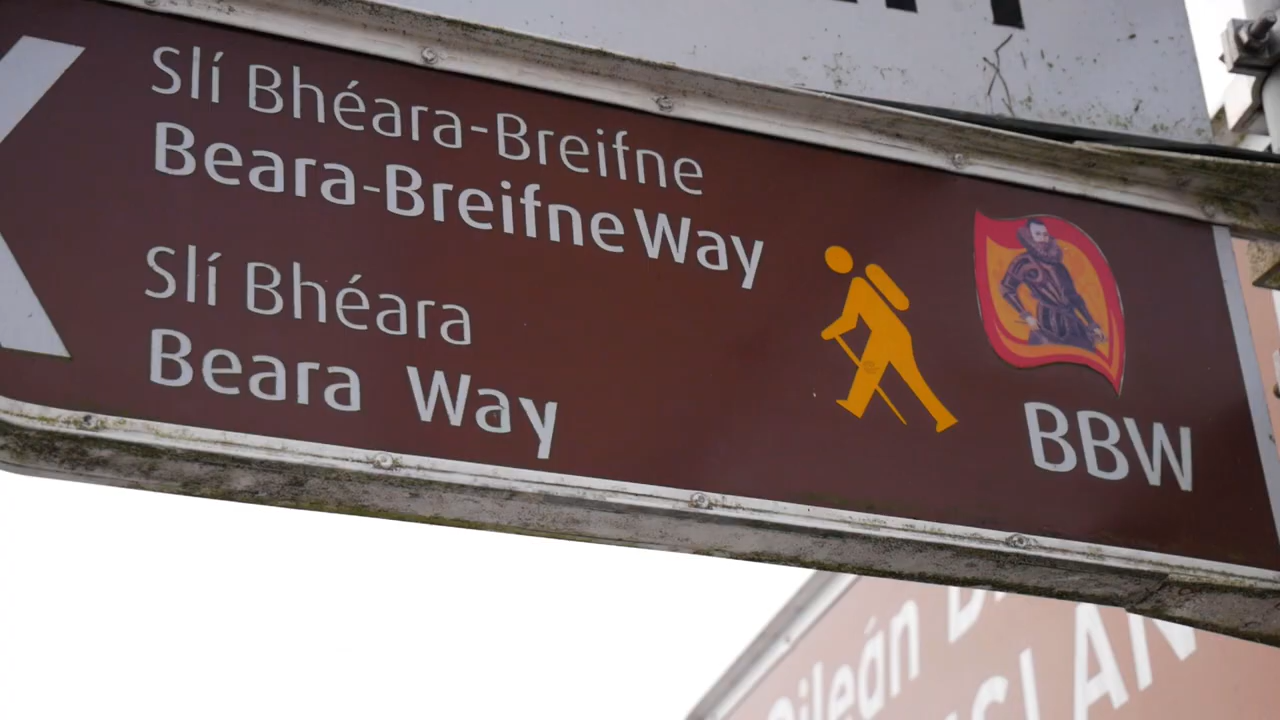 Slí Bhéara-Breifne
Beara-Breifne Way
Slí Bhéara
Beara Way
BBW